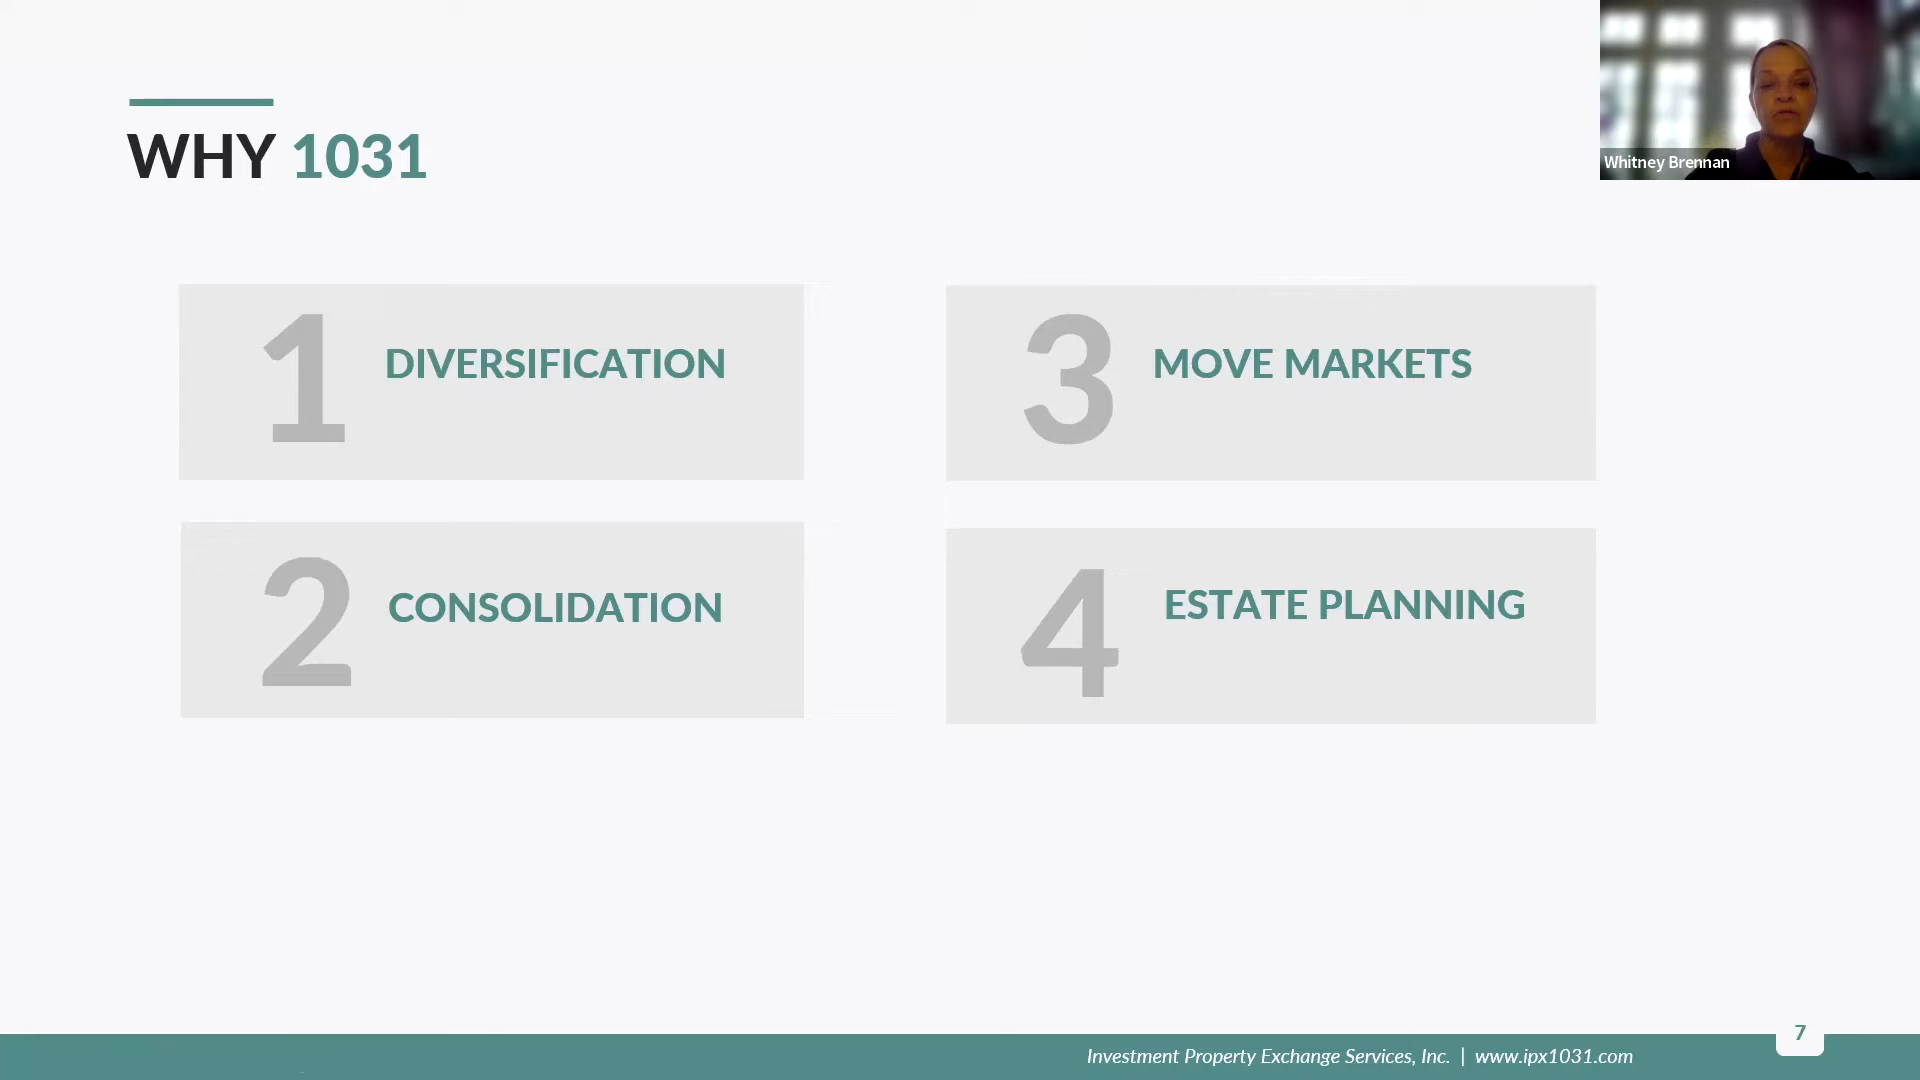 WHY 1031
Whitney Brennan
1 DIVERSIFICATION
3 MOVE MARKETS
2 CONSOLIDATION
4 ESTATE PLANNING
7
Investment Property Exchange Services, Inc. | www.ipx1031.com